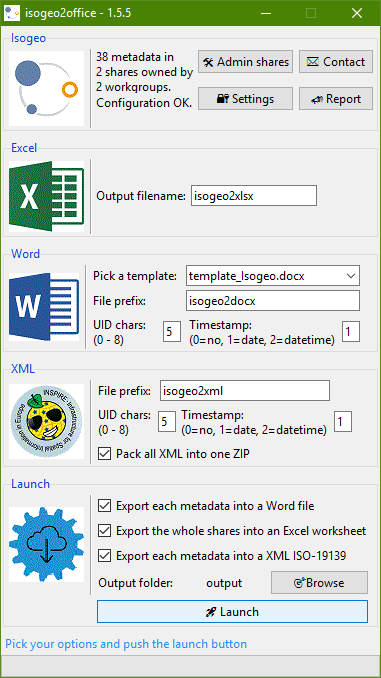 isogeo2office - 1.5.5
Isogeo
38 metadata in
2 shares owned by
2 workgroups.
Configuration OK.
Admin shares
Contact
Settings
Report
Excel
X
Output filename:
isogeo2xlsx
Word
W
Pick a template:
template_Isogeo.docx
File prefix:
isogeo2docx
UID chars:
(0 - 8)
5
Timestamp:
(0=no, 1=date, 2=datetime)
1
XML
INSPIRE: Infrastructure for Spatial Information in Europe
File prefix:
isogeo2xml
UID chars:
(0 - 8)
5
Timestamp:
(0=no, 1=date, 2=datetime)
1
Pack all XML into one ZIP
Launch
Export each metadata into a Word file
Export the whole shares into an Excel worksheet
Export each metadata into a XML ISO-19139
Output folder:
output
Browse
Launch
Pick your options and push the launch button